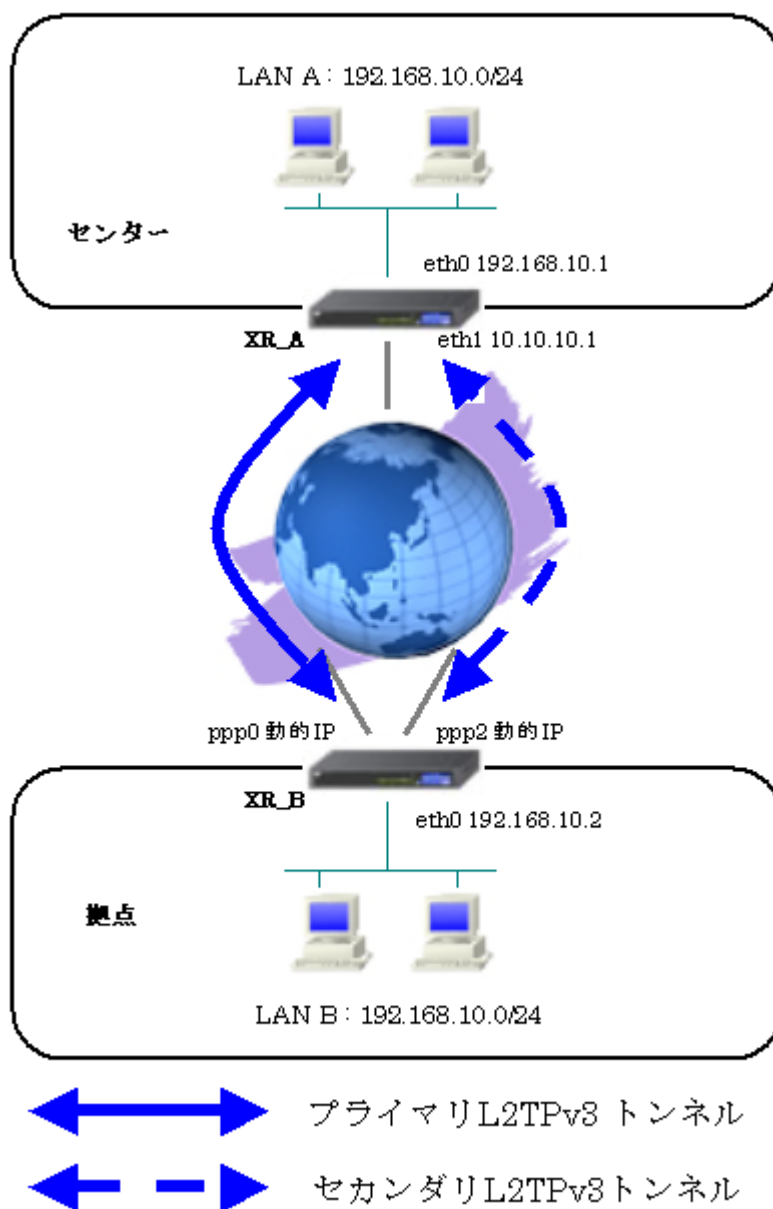 LAN A : 192.168.10.0/24
センター
eth0 192.168.10.1
XR_A
eth1 10.10.10.1
ppp0 動的IP
ppp2 動的IP
XR_B
eth0 192.168.10.2
拠点
LAN B : 192.168.10.0/24
プライマリL2TPv3 トンネル
セカンダリL2TPv3トンネル